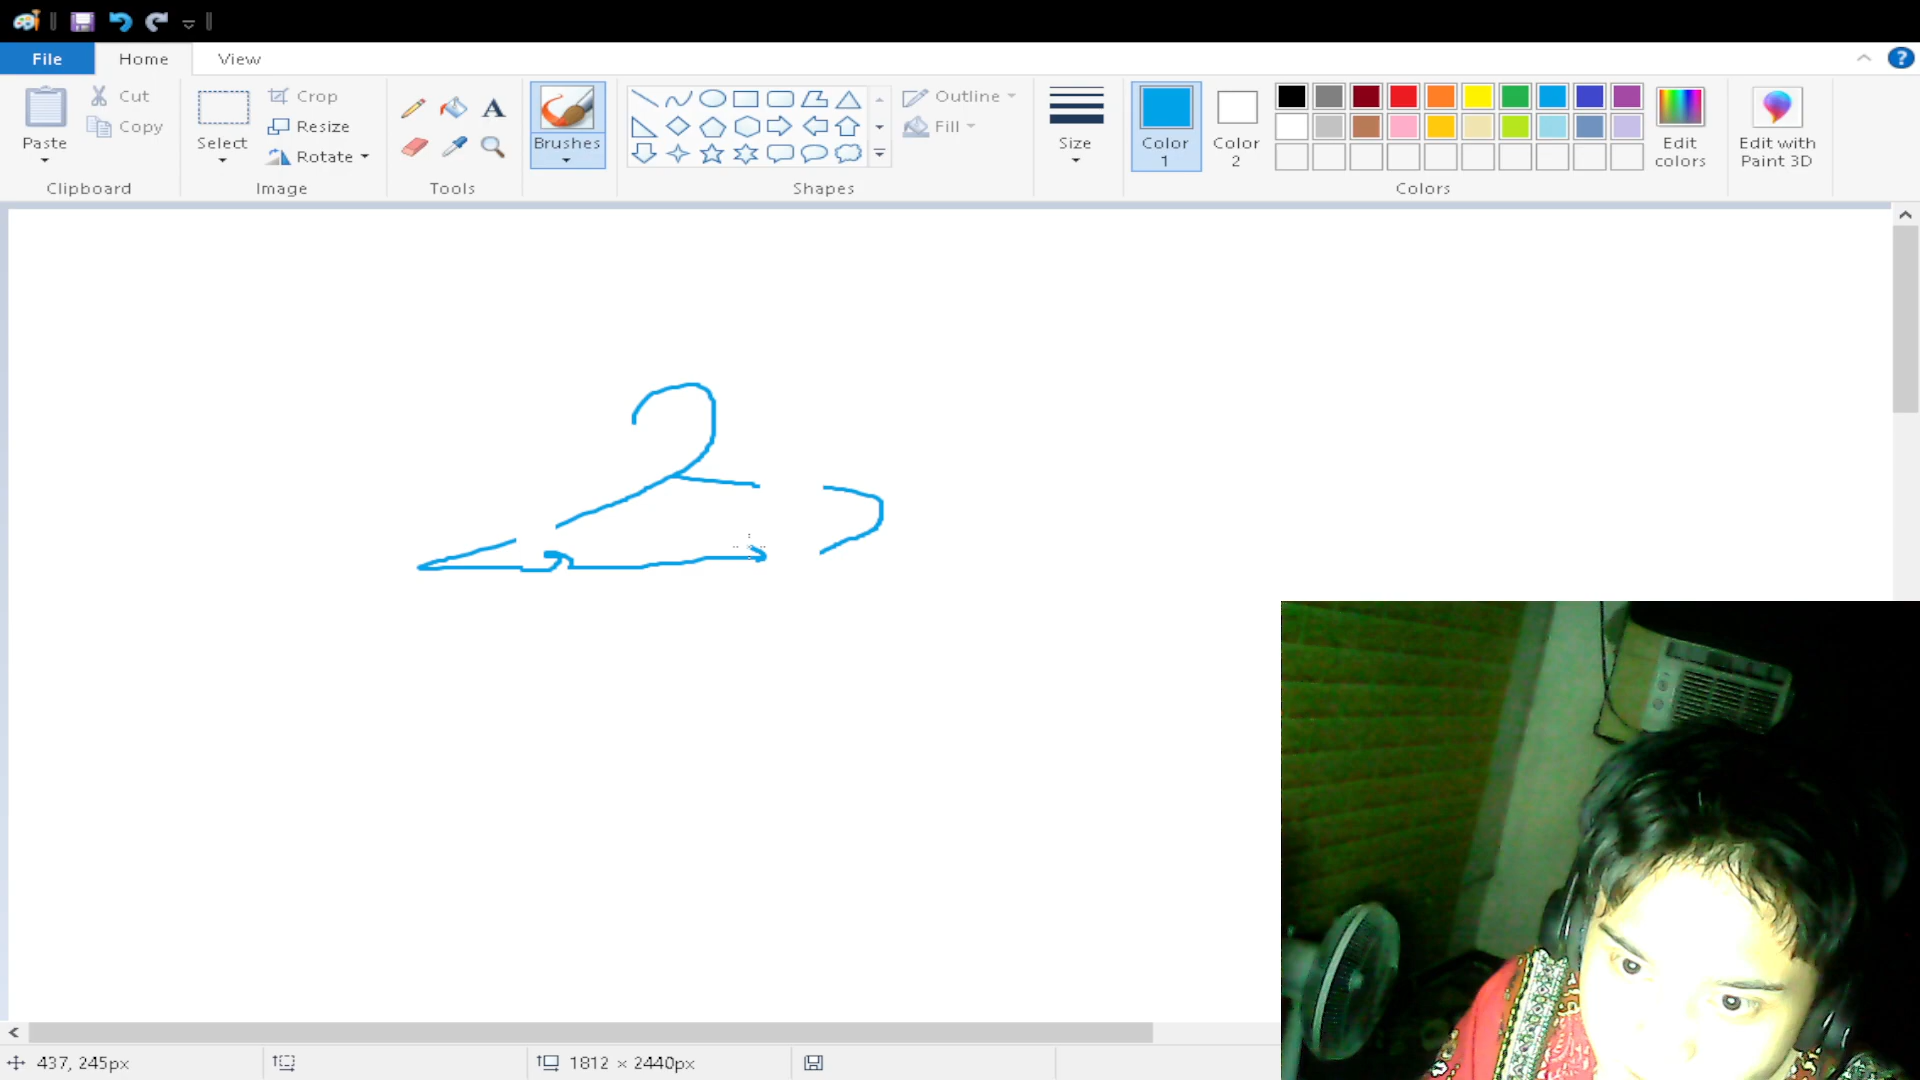 File Home View
Paste Cut Copy Select Crop Resize Rotate A Brushes Outline Fill Size Color 1 Color 2 Edit colors Edit with Paint 3D
Clipboard Image Tools Shapes Colors
437, 245px 1812 × 2440px